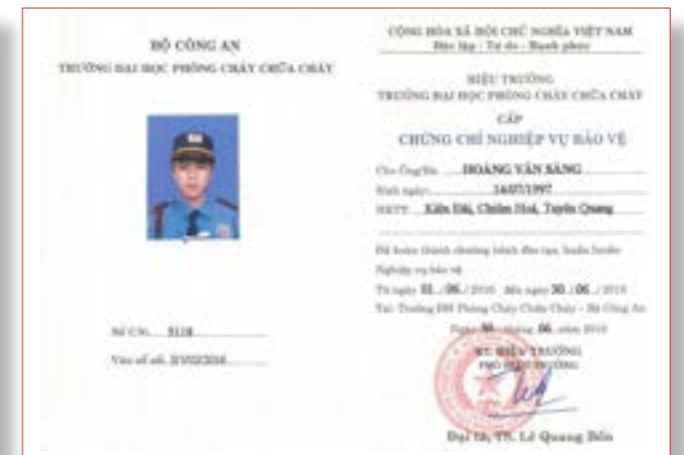 BỘ CÔNG AN
TRƯỜNG ĐẠI HỌC PHÒNG CHÁY CHỮA CHÁY
Số CN: 5118
Vào sổ số:
CỘNG HÒA XÃ HỘI CHỦ NGHĨA VIỆT NAM
Độc lập - Tự do - Hạnh phúc
HIỆU TRƯỞNG
TRƯỜNG ĐẠI HỌC PHÒNG CHÁY CHỮA CHÁY
CẤP
CHỨNG CHỈ NGHIỆP VỤ BẢO VỆ
Cho Ông/Bà: HOÀNG VĂN SÁNG
Sinh ngày: 14/07/1997
HKTT: Kiên Đài, Chiêm Hoá, Tuyên Quang
Đã hoàn thành chương trình đào tạo, huấn luyện
Nghiệp vụ bảo vệ
Từ ngày 01 / 06 / 2016 đến ngày 30 / 06 / 2016
Tại: Trường ĐH Phòng Cháy Chữa Cháy - Bộ Công An
Ngày 30 tháng 06 năm 2016
KT. HIỆU TRƯỞNG
PHÓ HIỆU TRƯỞNG
Đại tá, TS. Lê Quang Bốn